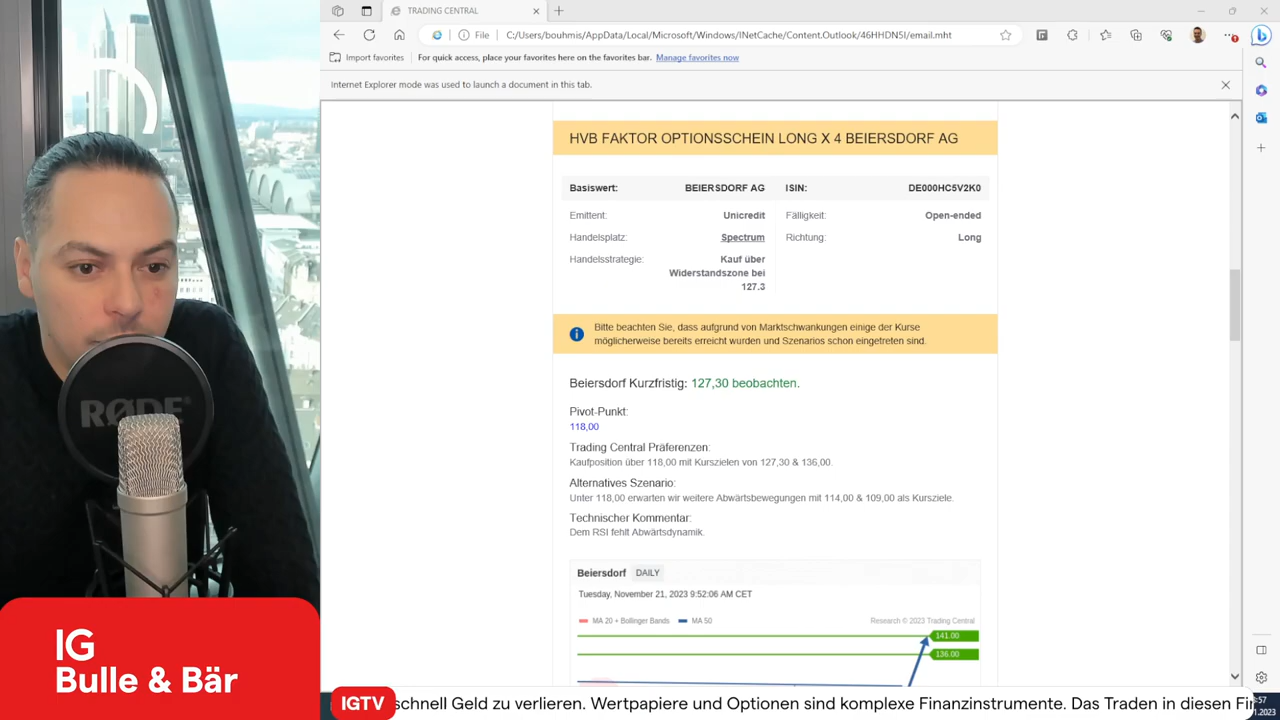 TRADING CENTRAL
File
C:/Users/bouhmis/AppData/Local/Microsoft/Windows/INetCache/Content.Outlook/46HHDN5I/email.mht
Import favorites
For quick access, place your favorites here on the favorites bar. Manage favorites now
Internet Explorer mode was used to launch a document in this tab.
HVB FAKTOR OPTIONSSCHEIN LONG X 4 BEIERSDORF AG
Basiswert: BEIERSDORF AG ISIN: DE000HC5V2K0
Emittent: Unicredit Fälligkeit: Open-ended
Handelsplatz: Spectrum Richtung: Long
Handelsstrategie: Kauf über
Widerstandszone bei
127.3
Bitte beachten Sie, dass aufgrund von Marktschwankungen einige der Kurse
möglicherweise bereits erreicht wurden und Szenarios schon eingetreten sind.
Beiersdorf Kurzfristig: 127,30 beobachten.
Pivot-Punkt:
118,00
Trading Central Präferenzen:
Kaufposition über 118,00 mit Kurszielen von 127,30 & 136,00.
Alternatives Szenario:
Unter 118,00 erwarten wir weitere Abwärtsbewegungen mit 114,00 & 109,00 als Kursziele.
Technischer Kommentar:
Dem RSI fehlt Abwärtsdynamik.
Beiersdorf DAILY
Tuesday, November 21, 2023 9:52:06 AM CET
MA 20 + Bollinger Bands MA 50 Research © 2023 Trading Central
141.00
136.00
RØDE
IG
Bulle & Bär
IGTV
schnell Geld zu verlieren. Wertpapiere und Optionen sind komplexe Finanzinstrumente. Das Traden in diesen Fi